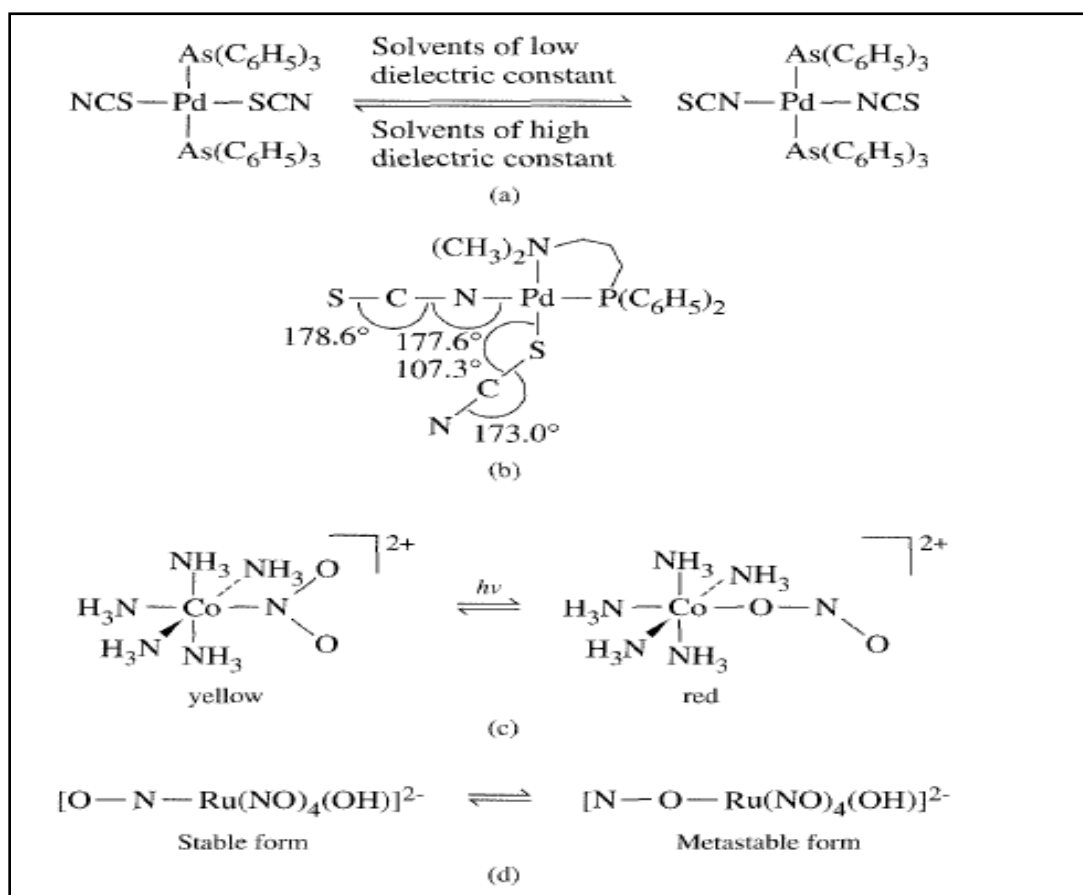 As(C₆H₅)₃ Solvents of low As(C₆H₅)₃
dielectric constant
NCS—Pd—SCN ⇌ SCN—Pd—NCS
Solvents of high
As(C₆H₅)₃ dielectric constant As(C₆H₅)₃
(a)
(CH₃)₂N
S—C—N—Pd—P(C₆H₅)₂
178.6° 177.6° S
107.3°
C
N 173.0°
(b)
NH₃ NH₃ O ]2+ NH₃ NH₃ ]2+
H₃N—Co—N hν ⇌ H₃N—Co—O—N
H₃N NH₃ O H₃N NH₃ O
yellow red
(c)
[O—N—Ru(NO)₄(OH)]²⁻ ⇌ [N—O—Ru(NO)₄(OH)]²⁻
Stable form Metastable form
(d)